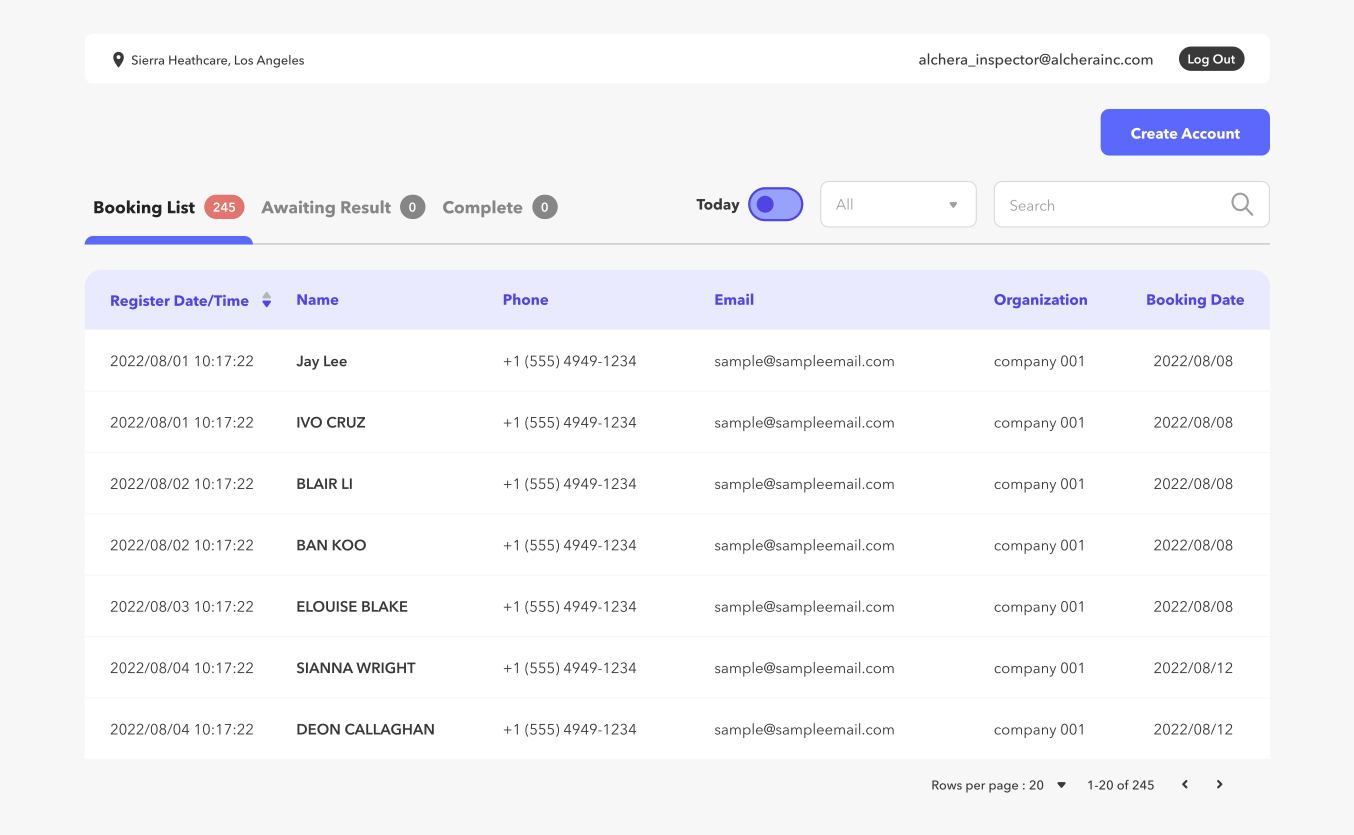 Sierra Heathcare, Los Angeles alchera_inspector@alcherainc.com Log Out
Create Account
Booking List 245 Awaiting Result 0 Complete 0 Today All Search
Register Date/Time Name Phone Email Organization Booking Date
2022/08/01 10:17:22 Jay Lee +1 (555) 4949-1234 sample@sampleemail.com company 001 2022/08/08
2022/08/01 10:17:22 IVO CRUZ +1 (555) 4949-1234 sample@sampleemail.com company 001 2022/08/08
2022/08/02 10:17:22 BLAIR LI +1 (555) 4949-1234 sample@sampleemail.com company 001 2022/08/08
2022/08/02 10:17:22 BAN KOO +1 (555) 4949-1234 sample@sampleemail.com company 001 2022/08/08
2022/08/03 10:17:22 ELOUISE BLAKE +1 (555) 4949-1234 sample@sampleemail.com company 001 2022/08/08
2022/08/04 10:17:22 SIANNA WRIGHT +1 (555) 4949-1234 sample@sampleemail.com company 001 2022/08/12
2022/08/04 10:17:22 DEON CALLAGHAN +1 (555) 4949-1234 sample@sampleemail.com company 001 2022/08/12
Rows per page : 20 1-20 of 245